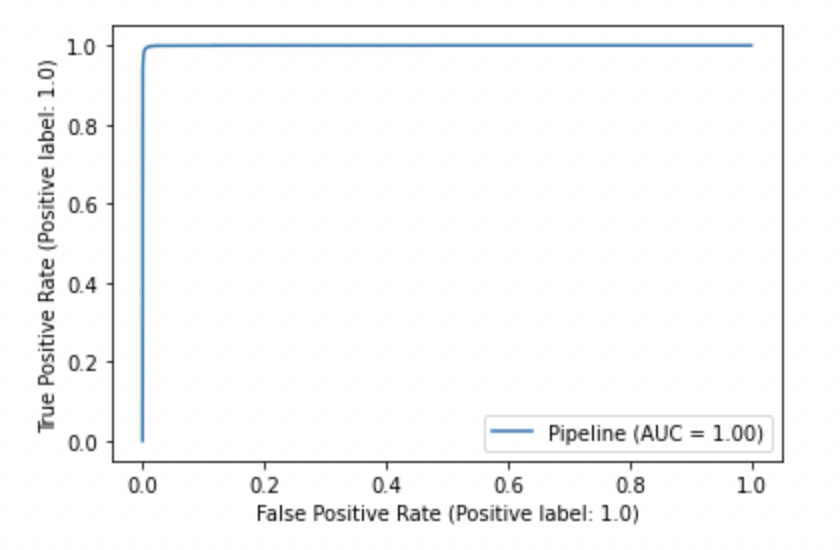 True Positive Rate (Positive label: 1.0)
1.0
0.8
0.6
0.4
0.2
0.0
Pipeline (AUC = 1.00)
0.0 0.2 0.4 0.6 0.8 1.0
False Positive Rate (Positive label: 1.0)